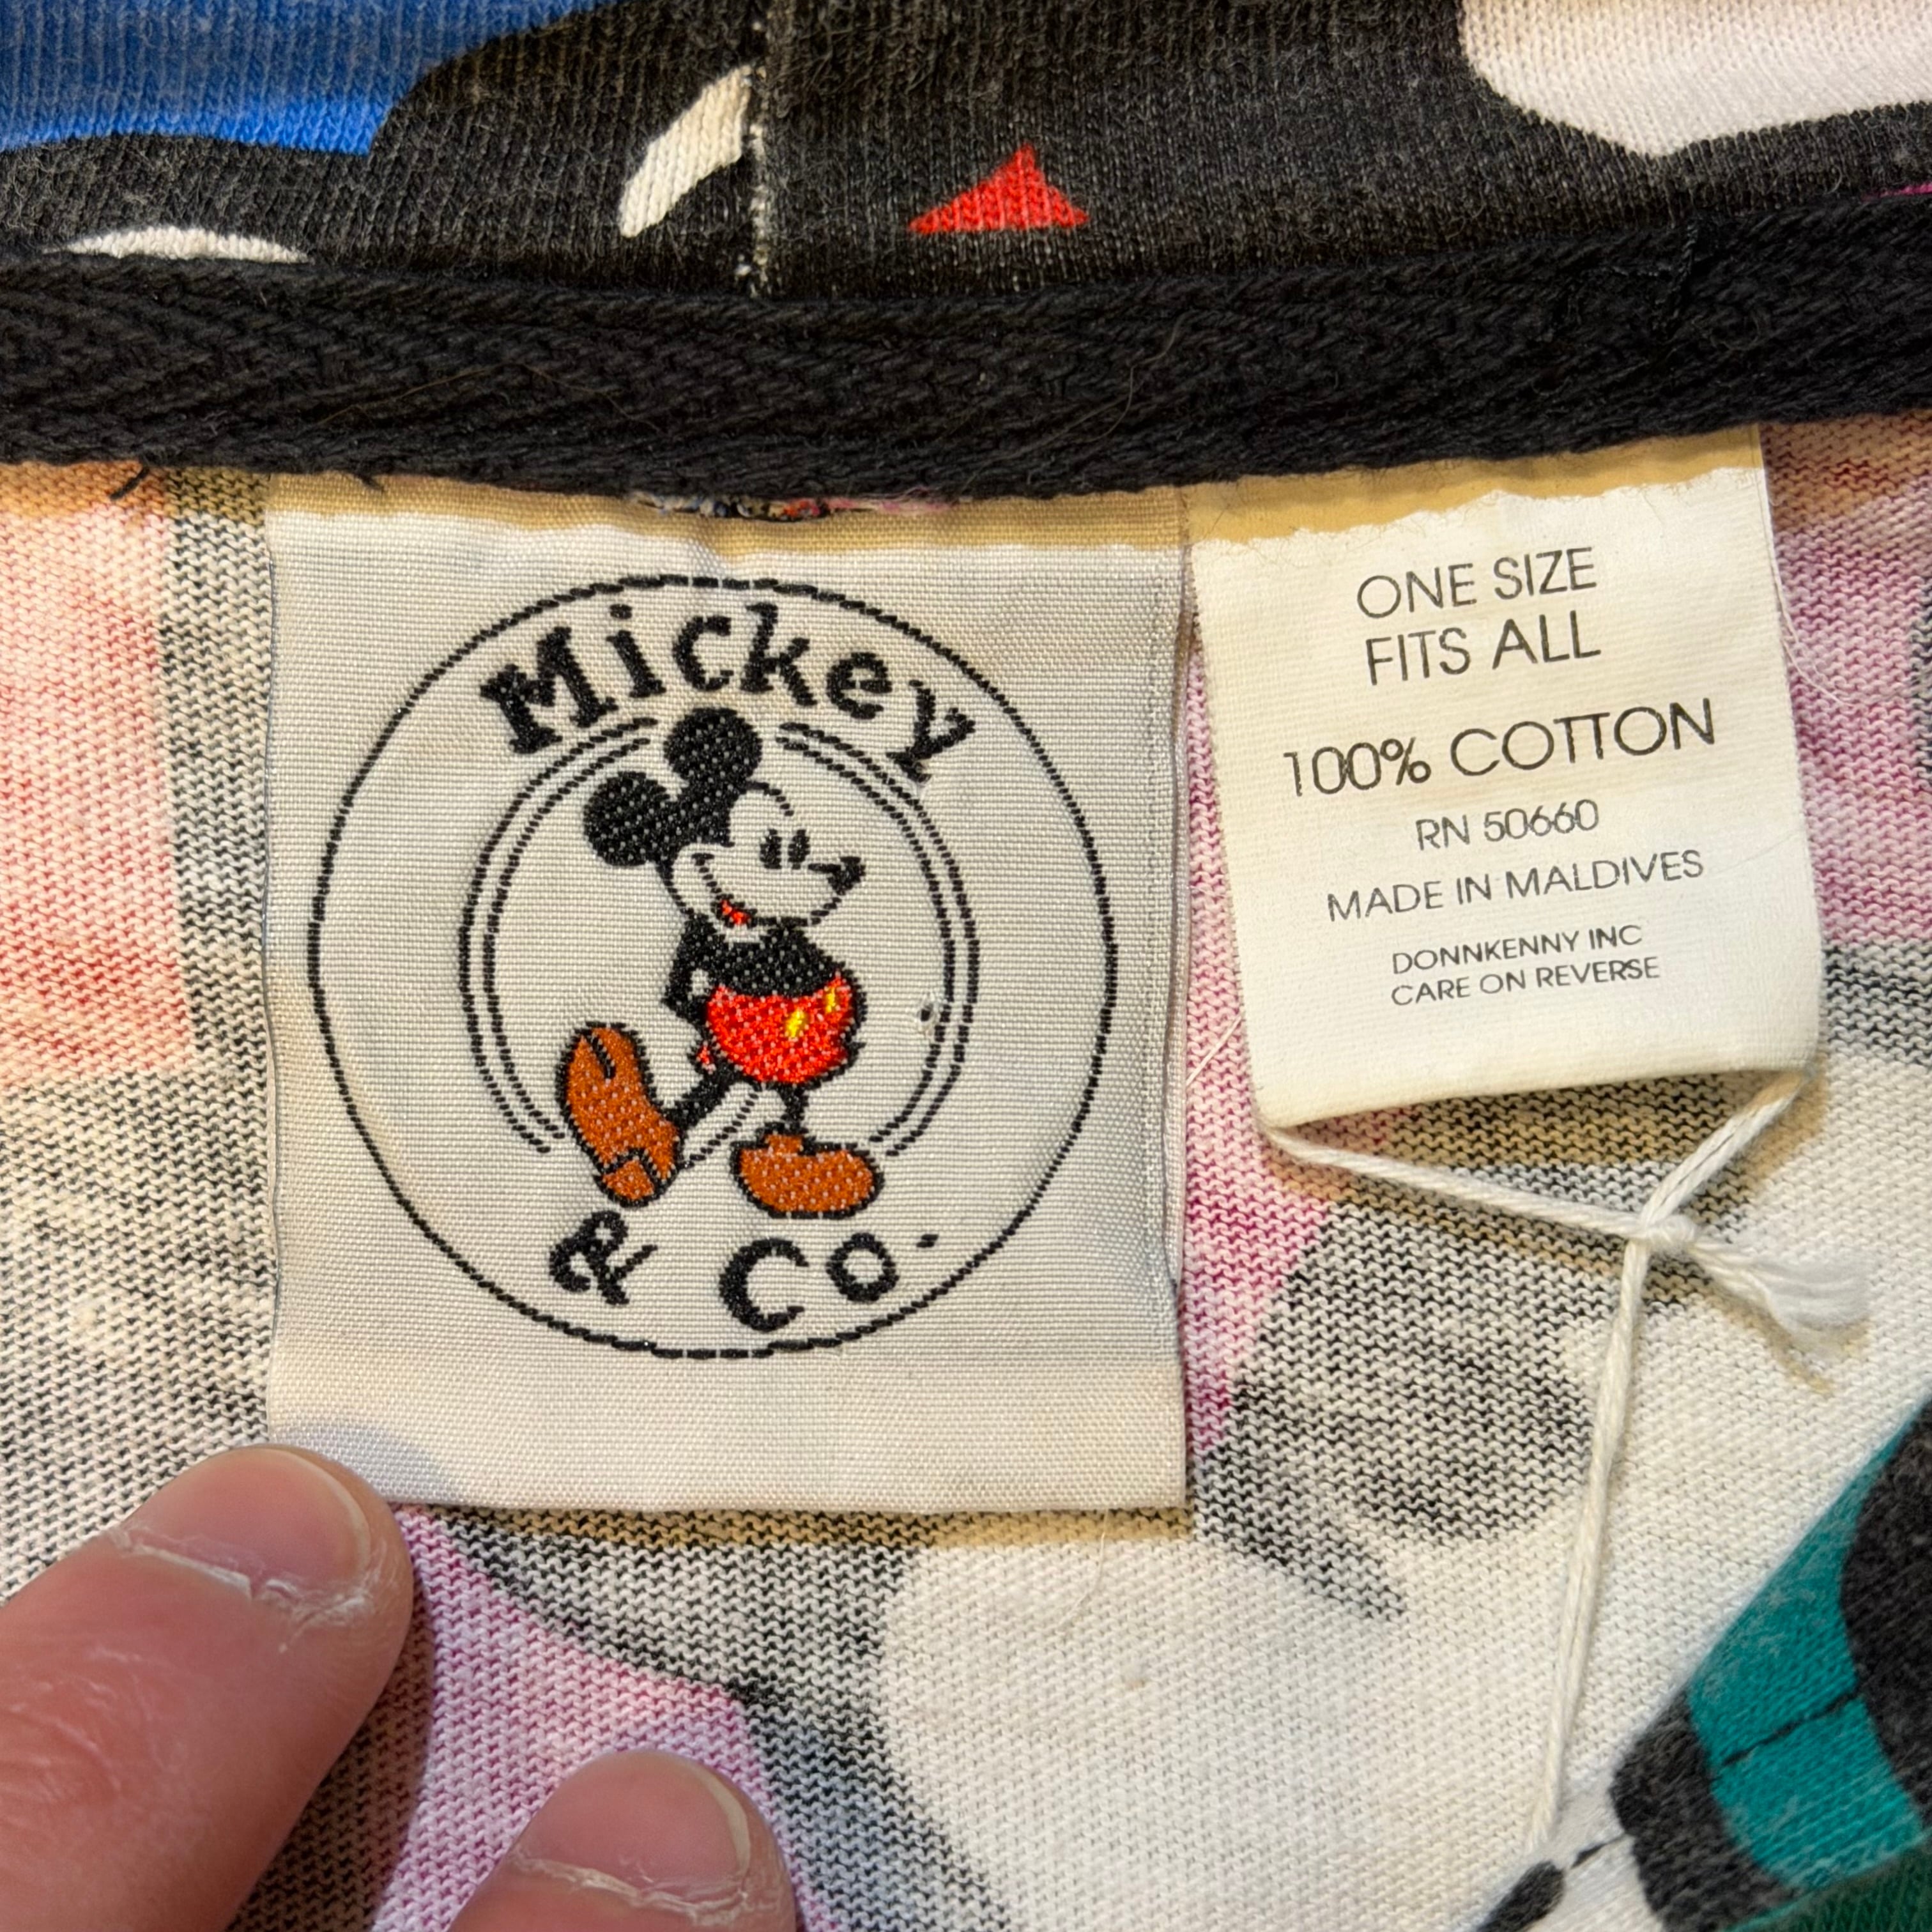 Mickey
& Co.
ONE SIZE
FITS ALL
100% COTTON
RN 50660
MADE IN MALDIVES
DONNKENNY INC
CARE ON REVERSE